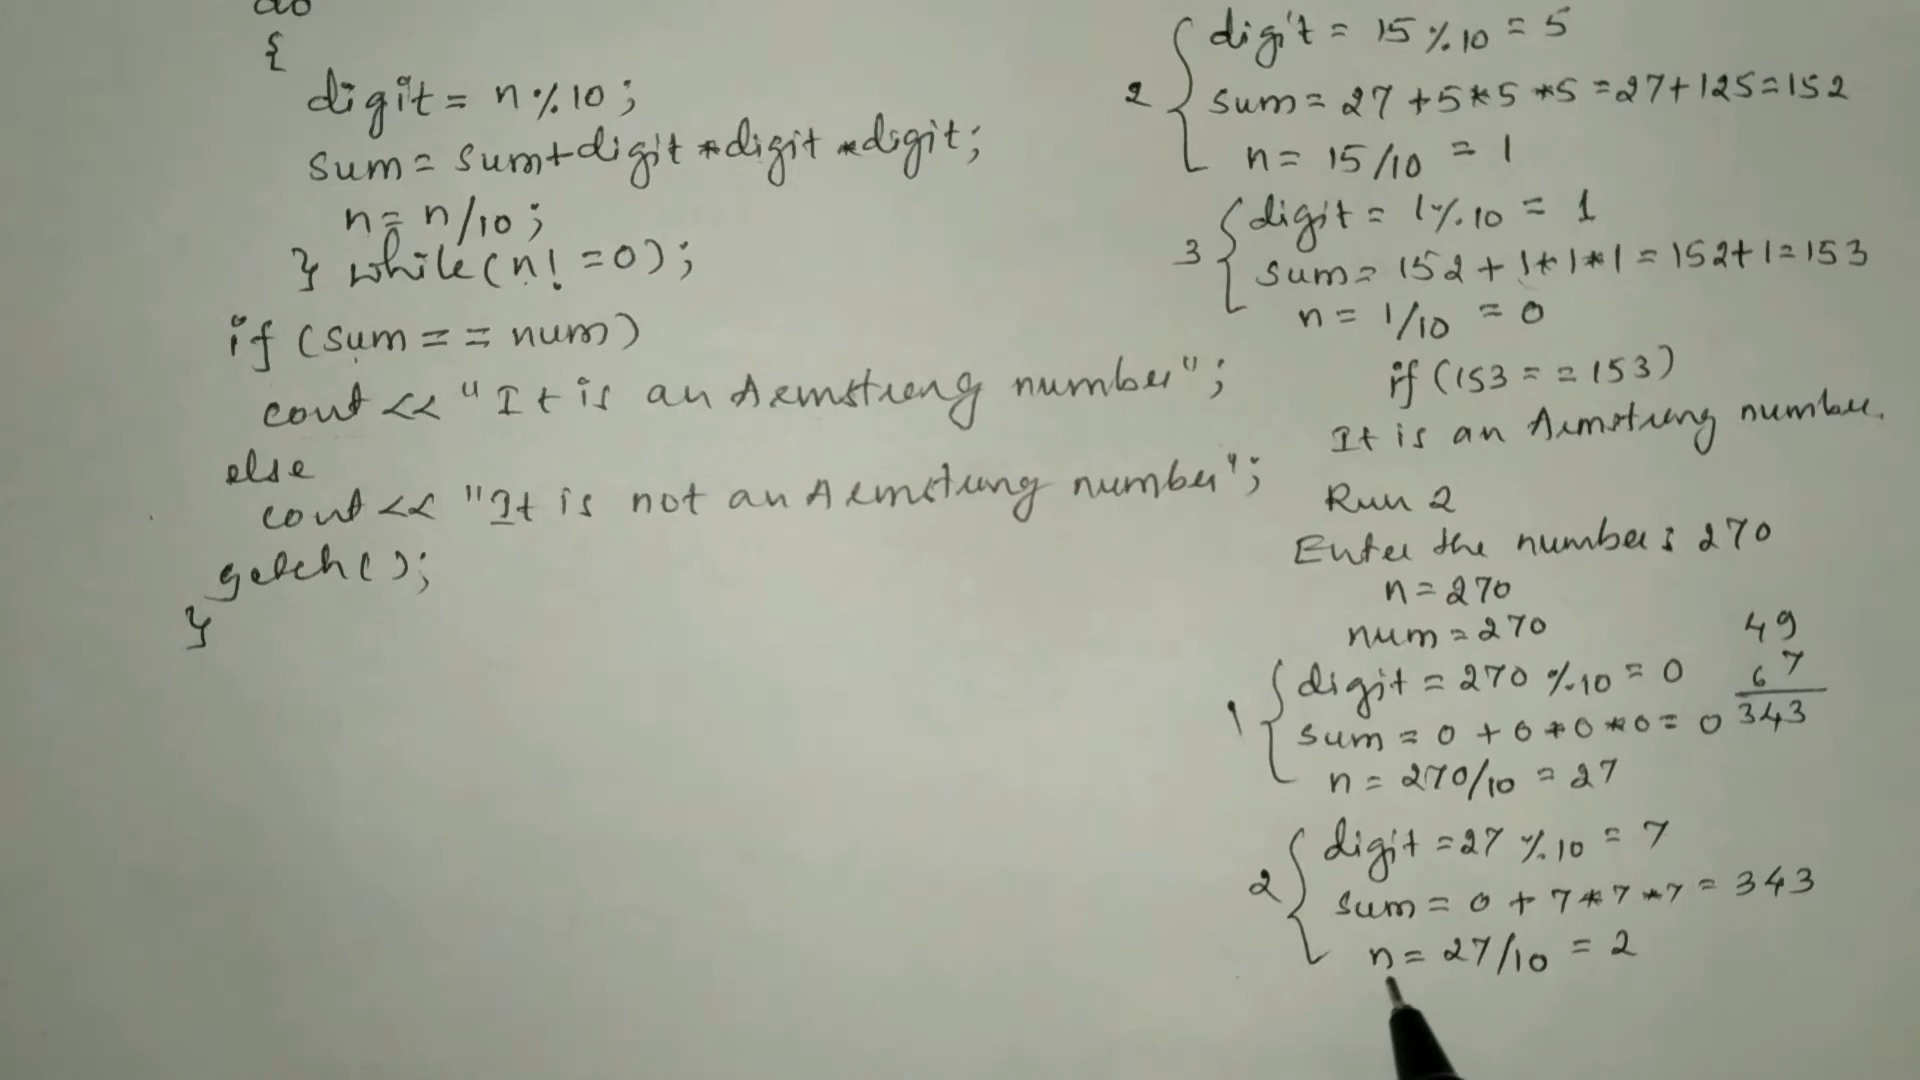 do
{
digit = n % 10;
sum = sum+digit *digit *digit;
n = n/10;
} while(n! =0);
if (sum == num)
cout << "It is an Armstrong number";
else
cout << "It is not an Armstrong number";
getch();
}
2 { digit = 15 % 10 = 5
sum = 27 +5*5 *5 =27+125=152
n = 15/10 = 1
3 { digit = 1%.10 = 1
sum = 152 + 1*1*1 = 152+1=153
n = 1/10 = 0
if (153 == 153)
It is an Armstrong number.
Run 2
Enter the number: 270
n = 270
num = 270
1 { digit = 270 %.10 = 0
sum = 0 + 0*0*0 = 0
n = 270/10 = 27
49
6 7
343
2 { digit = 27 %.10 = 7
sum = 0 + 7*7*7 = 343
n = 27/10 = 2